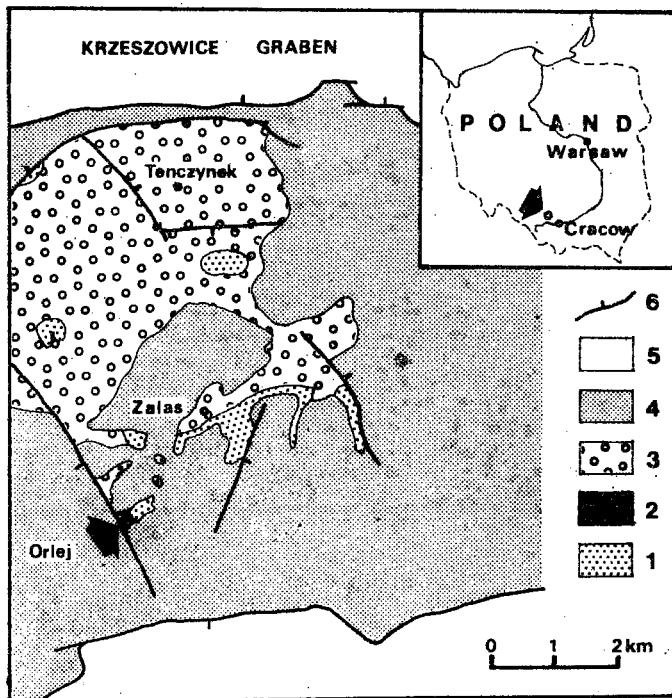 KRZESZOWICE GRABEN
POLAND
Warsaw
Cracow
Tenczynek
Zalas
Orlej
6
5
4
3
2
1
0 1 2 km